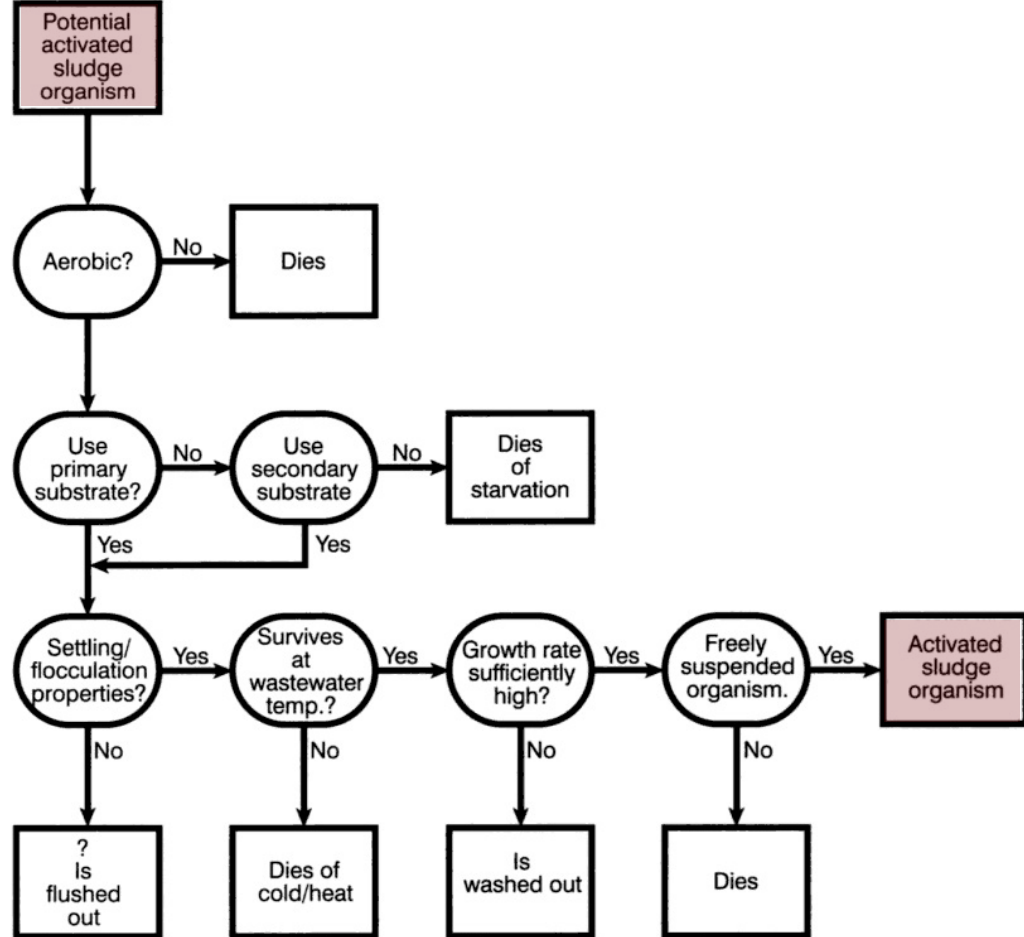 Potential
activated
sludge
organism
Aerobic?
No
Dies
Use
primary
substrate?
No
Use
secondary
substrate
No
Dies
of
starvation
Yes
Yes
Settling/
flocculation
properties?
Yes
Survives
at
wastewater
temp.?
Yes
Growth rate
sufficiently
high?
Yes
Freely
suspended
organism.
Yes
Activated
sludge
organism
No
No
No
No
?
Is
flushed
out
Dies of
cold/heat
Is
washed out
Dies